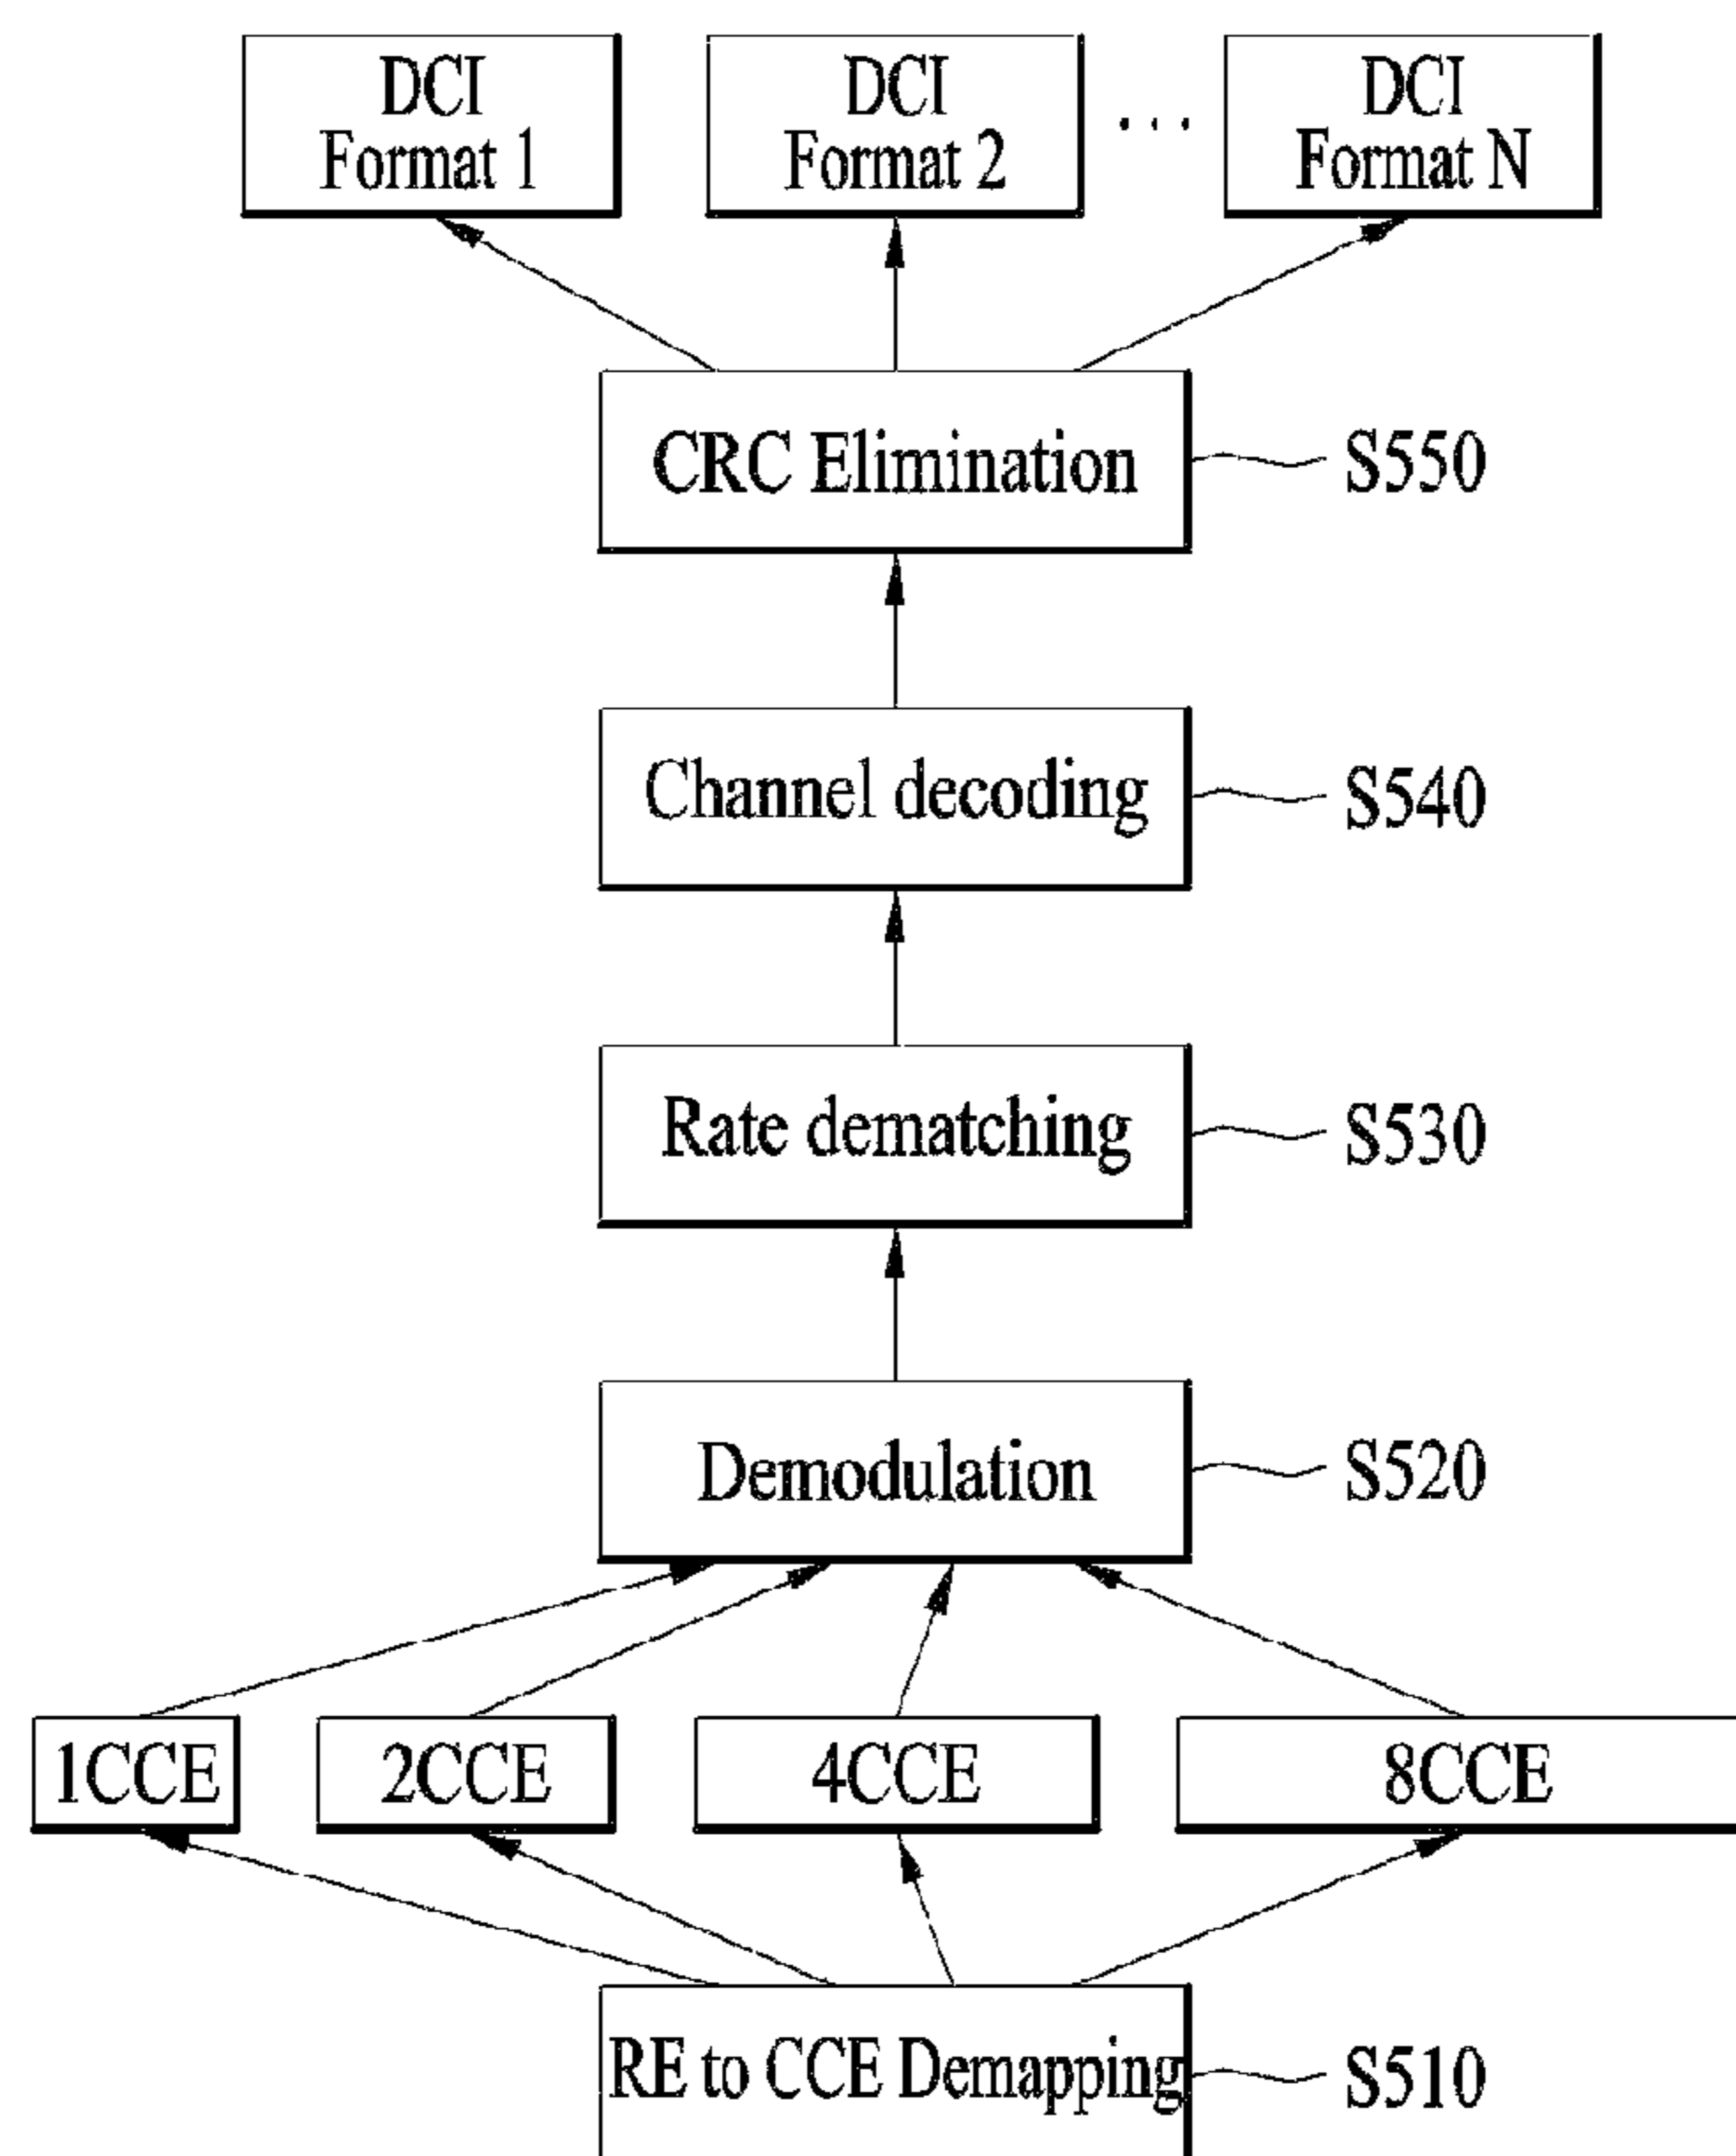 DCI
Format 1
DCI
Format 2
...
DCI
Format N
CRC Elimination
S550
Channel decoding
S540
Rate dematching
S530
Demodulation
S520
1CCE
2CCE
4CCE
8CCE
RE to CCE Demapping
S510